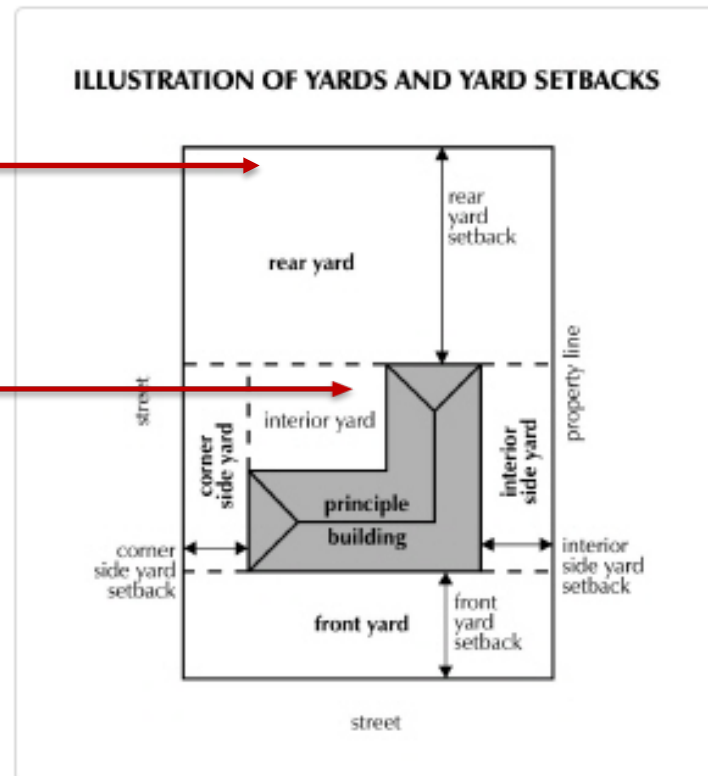 ILLUSTRATION OF YARDS AND YARD SETBACKS
rear
yard
setback
rear yard
street
property line
interior yard
corner
side yard
interior
side yard
principle
building
corner
side yard
setback
interior
side yard
setback
front yard
front
yard
setback
street